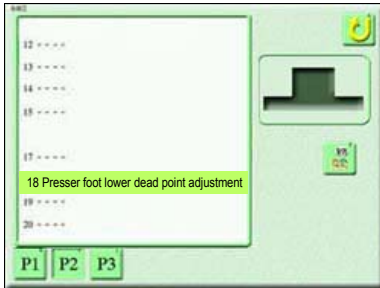 12 - - - -
13 - - - -
14 - - - -
15 - - - -
17 - - - -
18 Presser foot lower dead point adjustment
19 - - - -
20 - - - -
P1 P2 P3